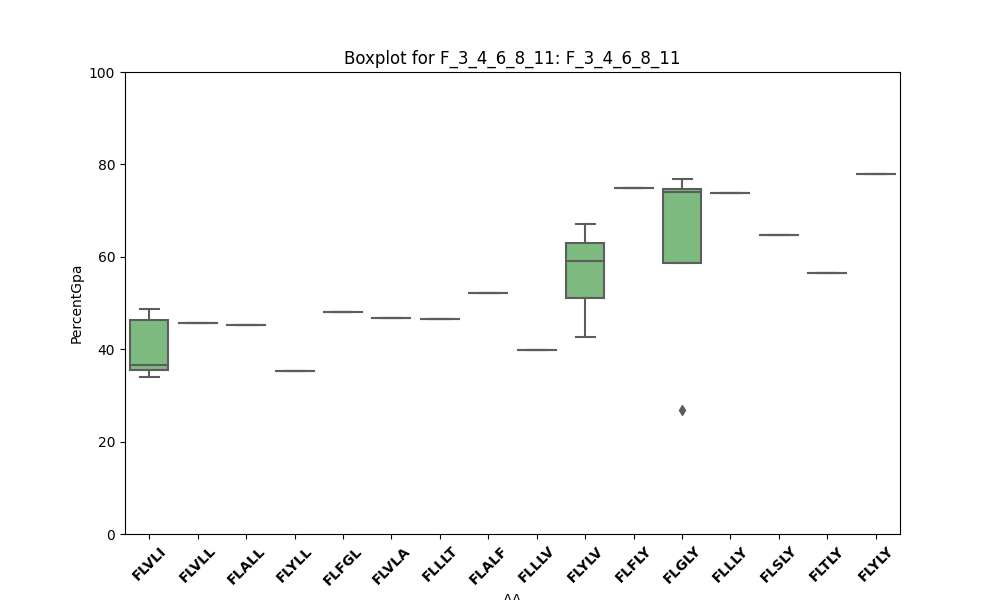 Boxplot for F_3_4_6_8_11: F_3_4_6_8_11
100
80
60
40
20
0
PercentGpa
FLVLI FLVLL FLALL FLYLL FLFGL FLVLA FLLLT FLALF FLLLV FLYLV FLFLY FLGLY FLLLY FLSLY FLTLY FLYLY